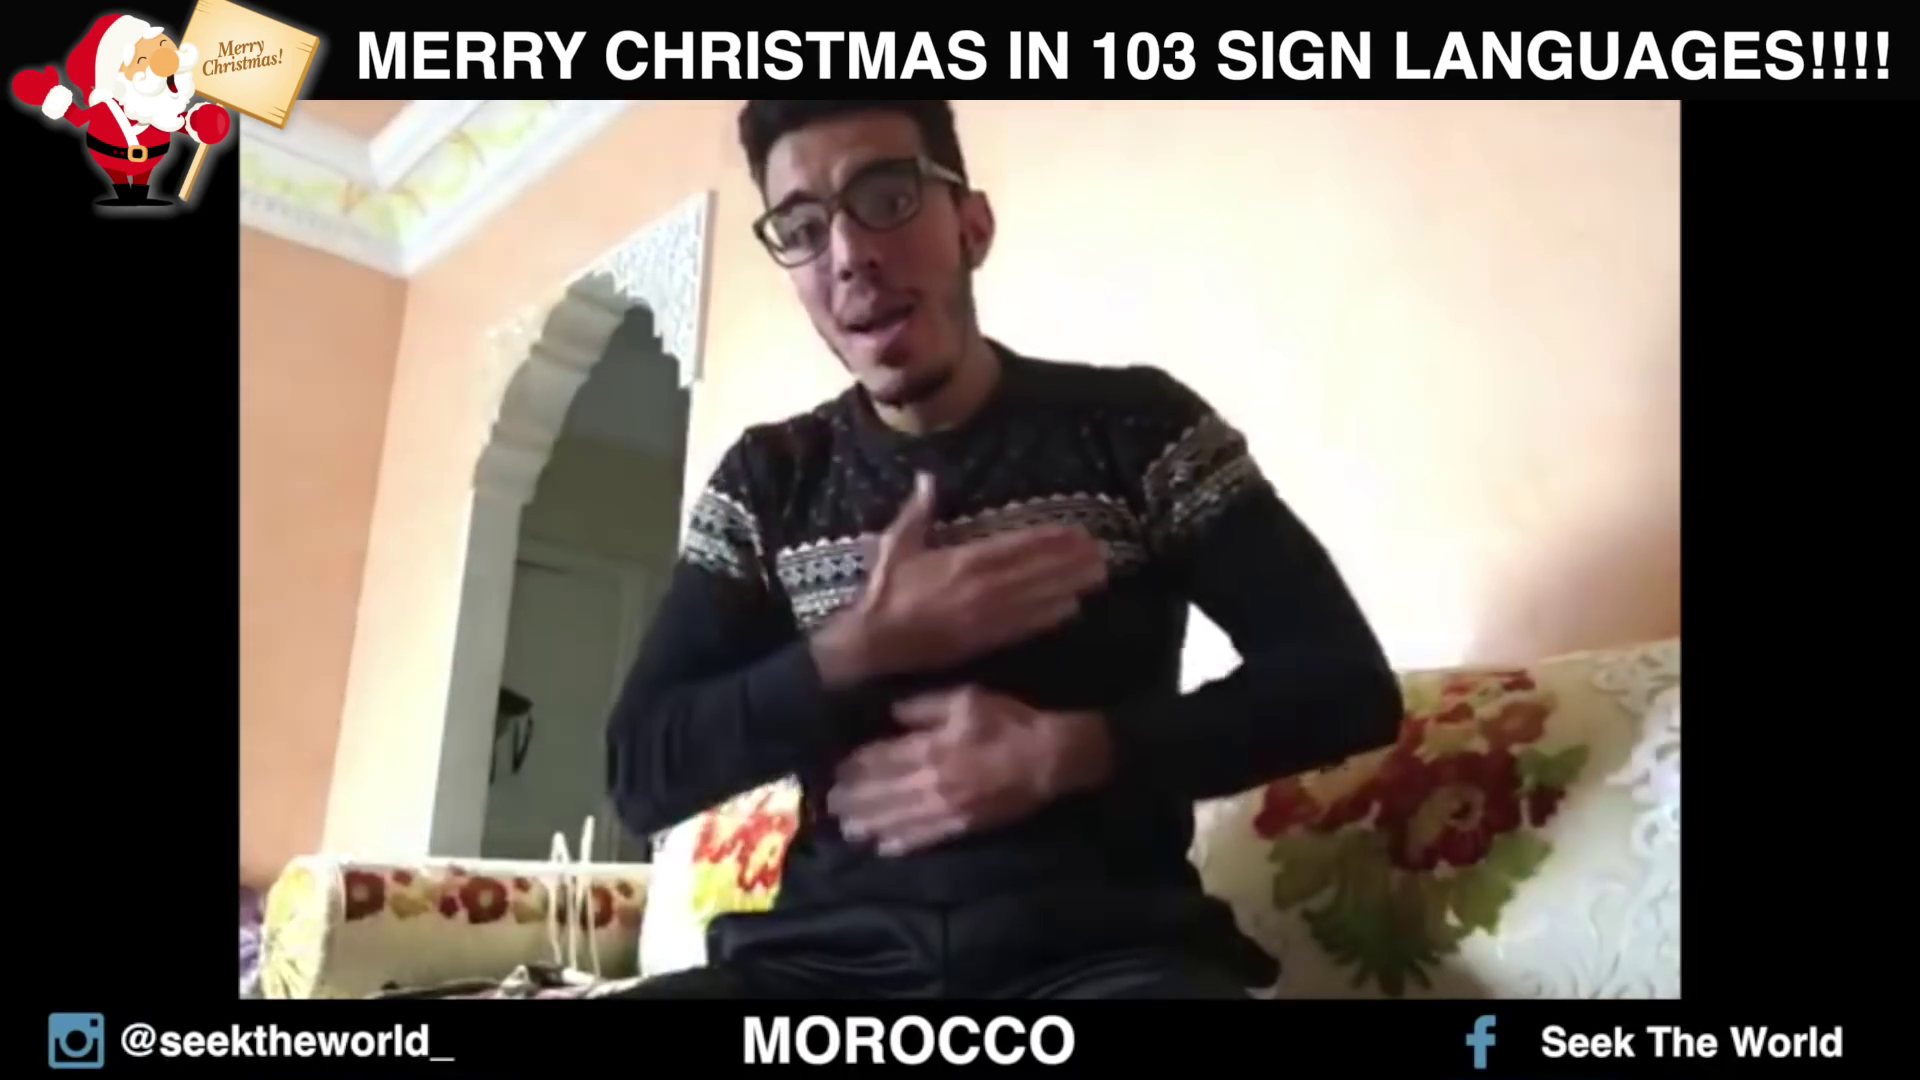 Merry
Christmas!
MERRY CHRISTMAS IN 103 SIGN LANGUAGES!!!!
@seektheworld_
MOROCCO
Seek The World